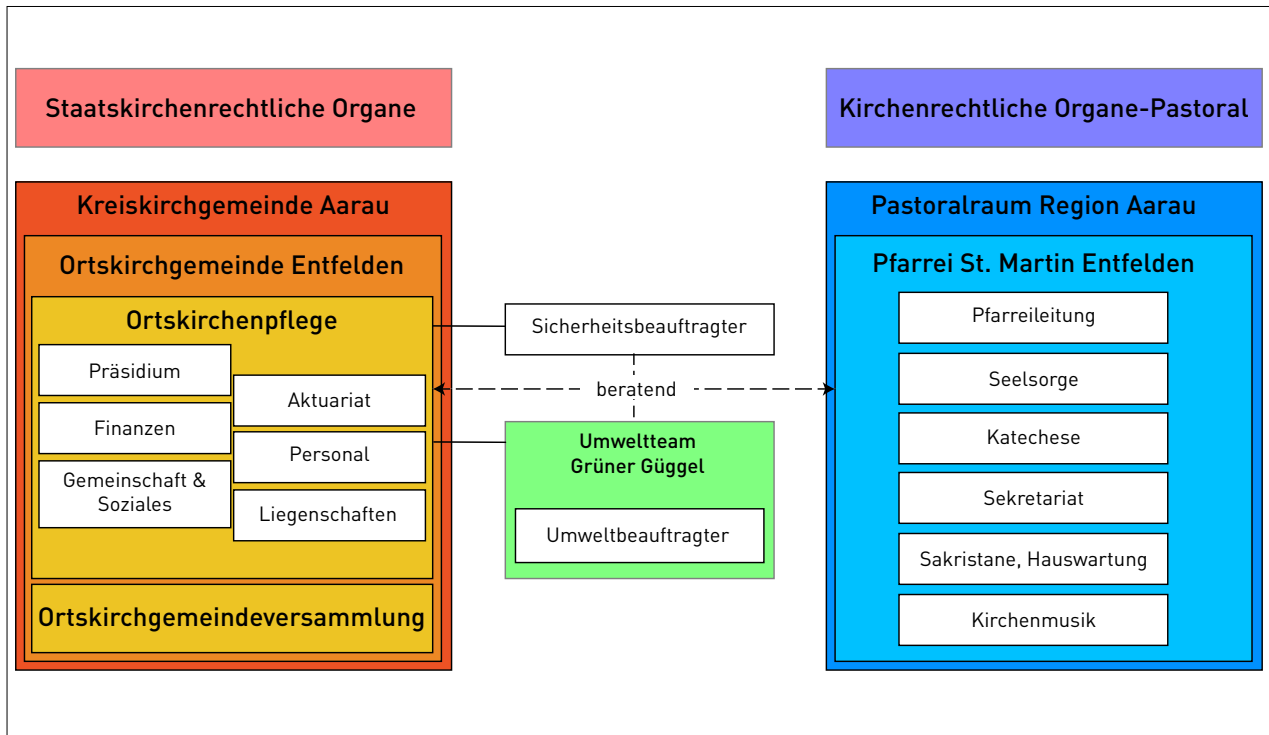 Staatskirchenrechtliche Organe
Kirchenrechtliche Organe-Pastoral
Kreiskirchgemeinde Aarau
Ortskirchgemeinde Entfelden
Ortskirchenpflege
Präsidium
Finanzen
Gemeinschaft &
Soziales
Aktuariat
Personal
Liegenschaften
Ortskirchgemeindeversammlung
Sicherheitsbeauftragter
beratend
Umweltteam
Grüner Güggel
Umweltbeauftragter
Pastoralraum Region Aarau
Pfarrei St. Martin Entfelden
Pfarreileitung
Seelsorge
Katechese
Sekretariat
Sakristane, Hauswartung
Kirchenmusik